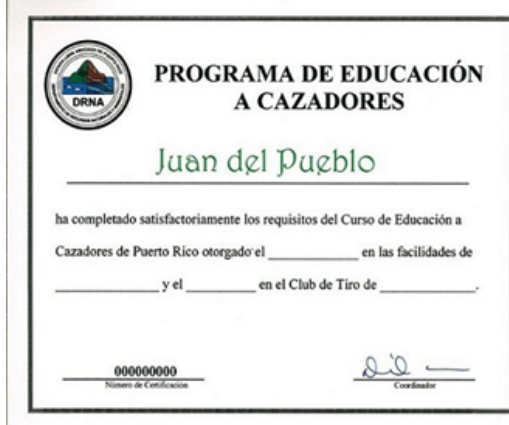 DRNA
PROGRAMA DE EDUCACIÓN
A CAZADORES
Juan del Pueblo
ha completado satisfactoriamente los requisitos del Curso de Educación a
Cazadores de Puerto Rico otorgado el ____________ en las facilidades de
____________ y el _________ en el Club de Tiro de ____________.
000000000
Número de Certificación
Coordinador